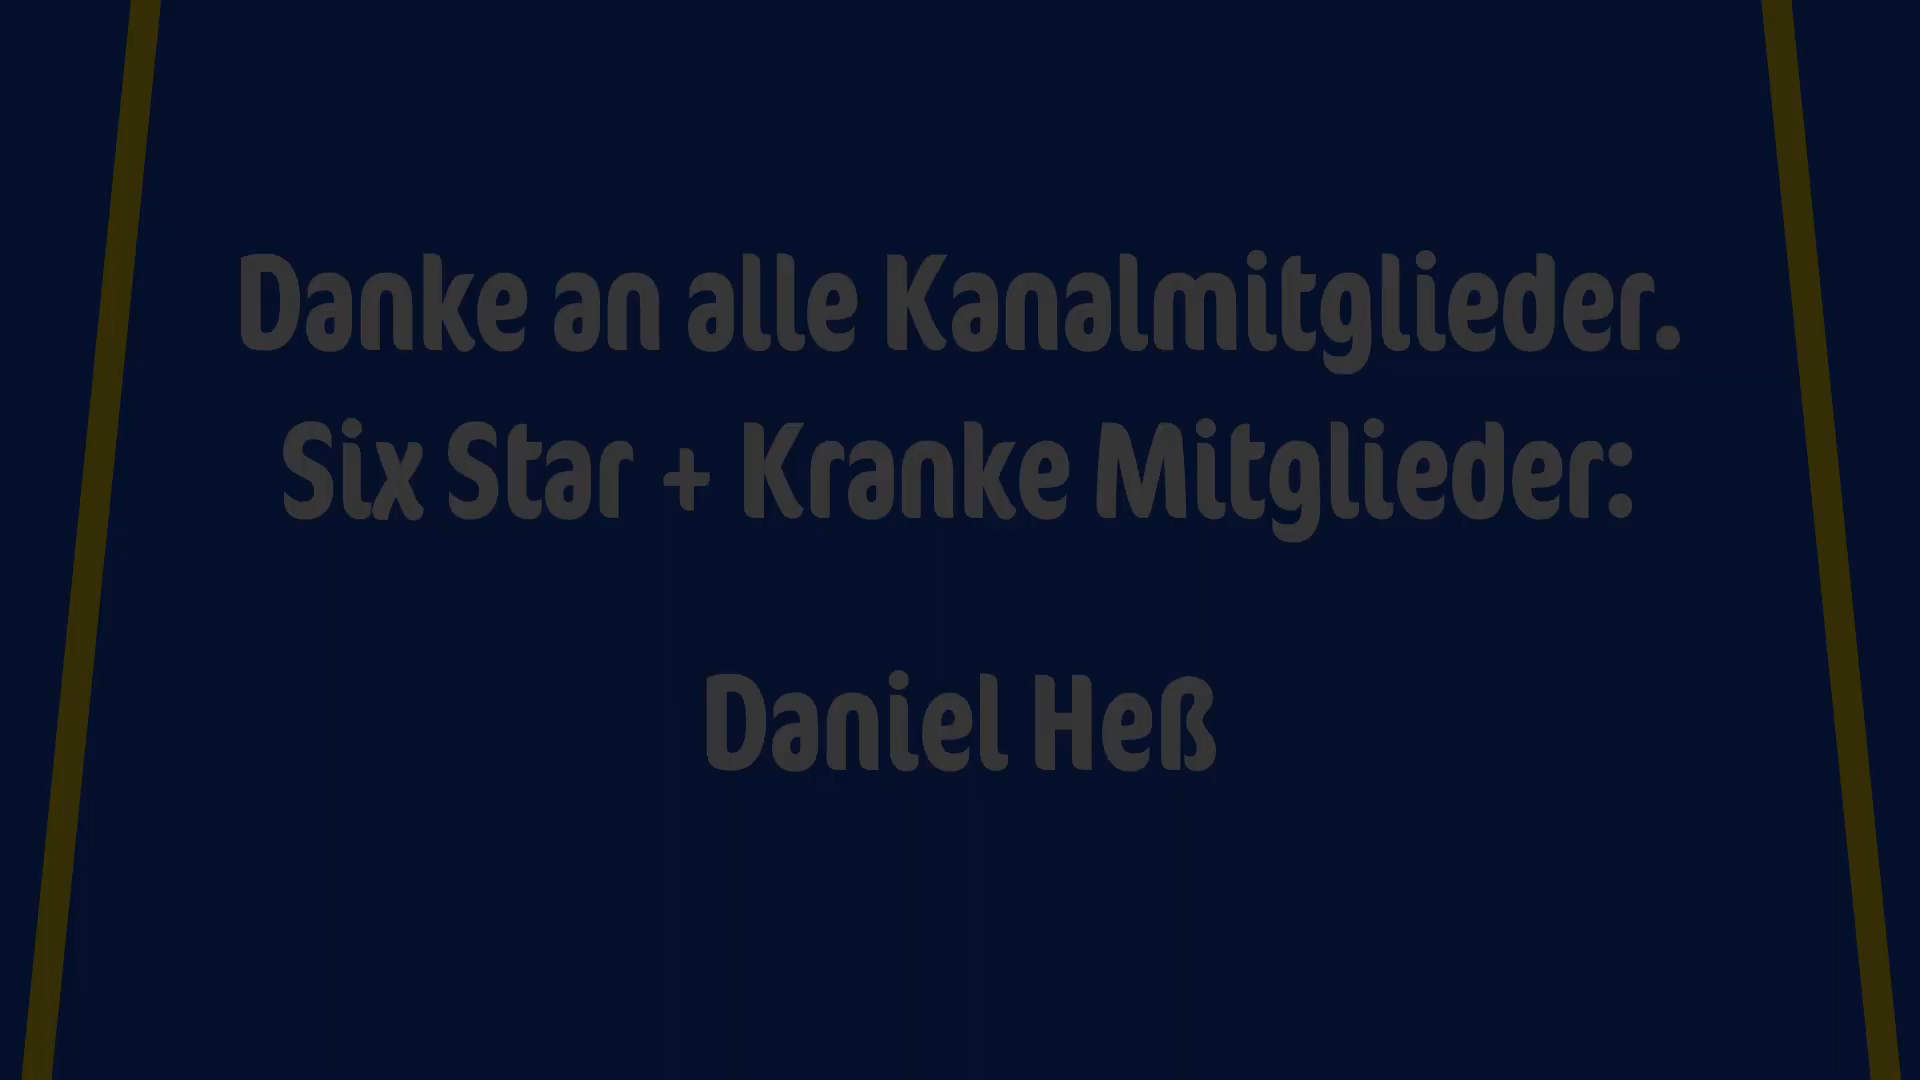 Danke an alle Kanalmitglieder.
Six Star + Kranke Mitglieder:
Daniel Heß